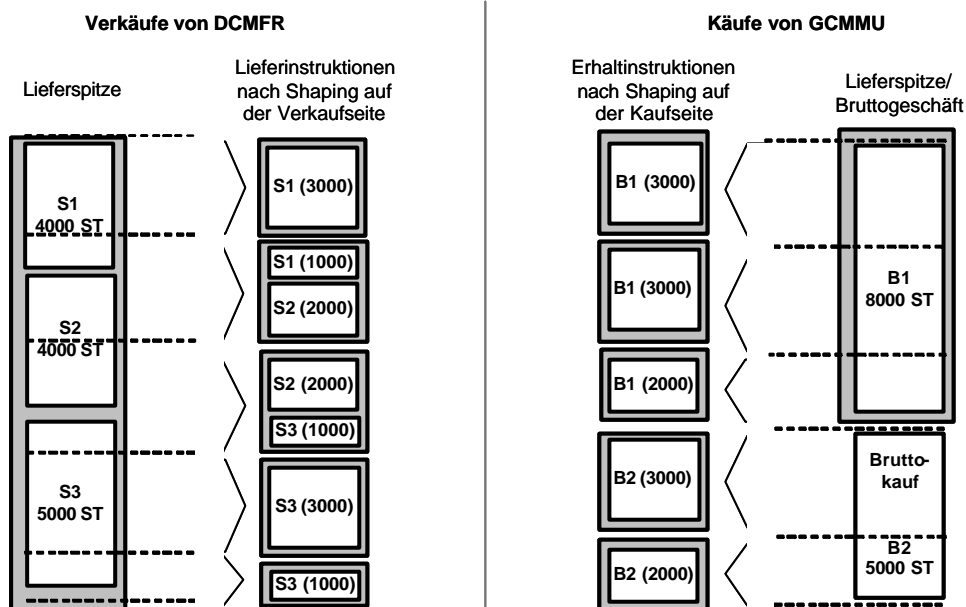 Verkäufe von DCMFR
Lieferspitze
Lieferinstruktionen
nach Shaping auf
der Verkaufseite
S1
4000 ST
S2
4000 ST
S3
5000 ST
S1 (3000)
S1 (1000)
S2 (2000)
S2 (2000)
S3 (1000)
S3 (3000)
S3 (1000)
Käufe von GCMMU
Erhaltinstruktionen
nach Shaping auf
der Kaufseite
Lieferspitze/
Bruttogeschäft
B1 (3000)
B1 (3000)
B1 (2000)
B2 (3000)
B2 (2000)
B1
8000 ST
Brutto-
kauf
B2
5000 ST